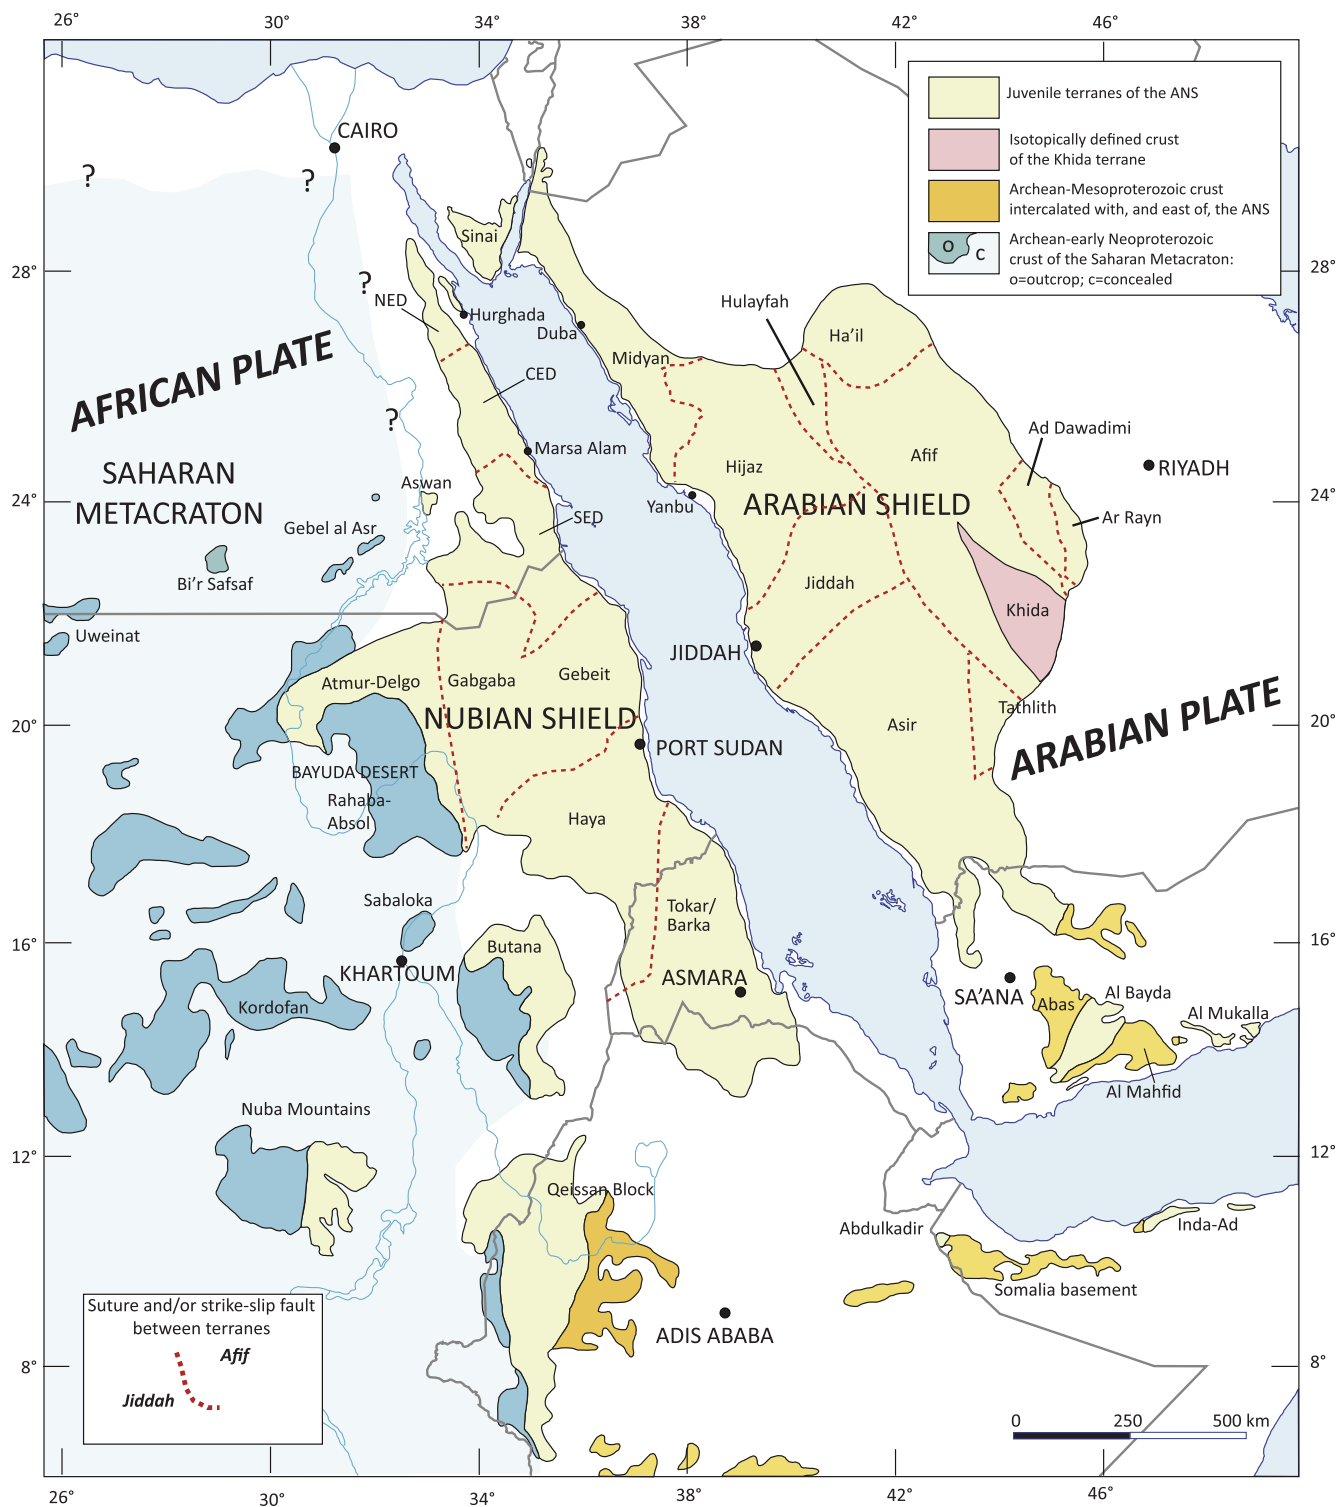 26°
30°
34°
38°
42°
46°
Juvenile terranes of the ANS
Isotopically defined crust
of the Khida terrane
Archean-Mesoproterozoic crust
intercalated with, and east of, the ANS
O
C
Archean-early Neoproterozoic
crust of the Saharan Metacraton:
o=outcrop; c=concealed
CAIRO
?
?
Sinai
28°
28°
?
NED
Hurghada
Duba
Hulayfah
Ha'il
Midyan
AFRICAN PLATE
CED
?
Marsa Alam
Ad Dawadimi
Afif
Hijaz
RIYADH
SAHARAN
METACRATON
Aswan
24°
24°
Yanbu
ARABIAN SHIELD
Gebel al Asr
SED
Ar Rayn
Bi'r Safsaf
Jiddah
Khida
Uweinat
JIDDAH
Atmur-Delgo
Gabgaba
Gebeit
Tathlith
20°
NUBIAN SHIELD
Asir
20°
ARABIAN PLATE
PORT SUDAN
BAYUDA DESERT
Rahaba-
Absol
Haya
Sabaloka
Tokar/
Barka
16°
Butana
16°
KHARTOUM
ASMARA
SA'ANA
Abas
Al Bayda
Kordofan
Al Mukalla
Al Mahfid
Nuba Mountains
12°
12°
Qeissan Block
Abdulkadir
Inda-Ad
Somalia basement
Suture and/or strike-slip fault
between terranes
Afif
Jiddah
ADIS ABABA
8°
8°
0
250
500 km
26°
30°
34°
38°
42°
46°